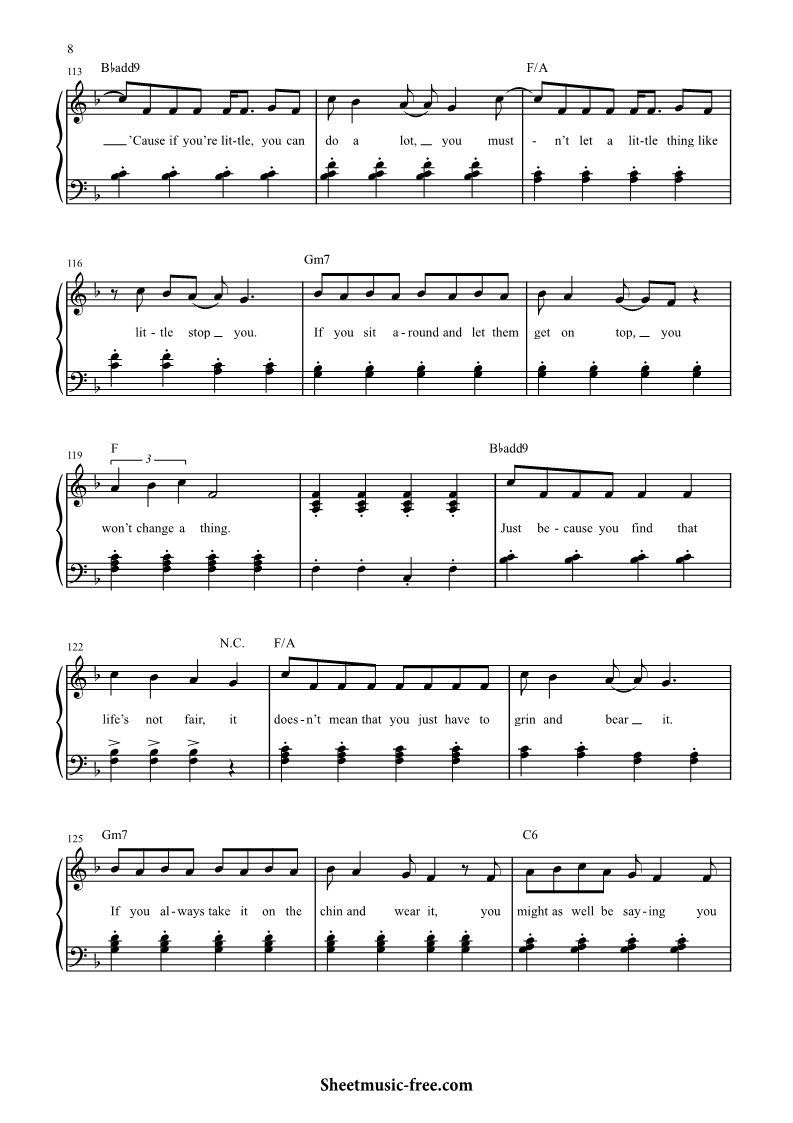 8
113 B♭add9 F/A
'Cause if you're lit-tle, you can do a lot, you must - n't let a lit-tle thing like
116 Gm7
lit - tle stop you. If you sit a - round and let them get on top, you
119 F B♭add9
3
won't change a thing. Just be - cause you find that
122 N.C. F/A
life's not fair, it does - n't mean that you just have to grin and bear it.
125 Gm7 C6
If you al - ways take it on the chin and wear it, you might as well be say - ing you
Sheetmusic-free.com